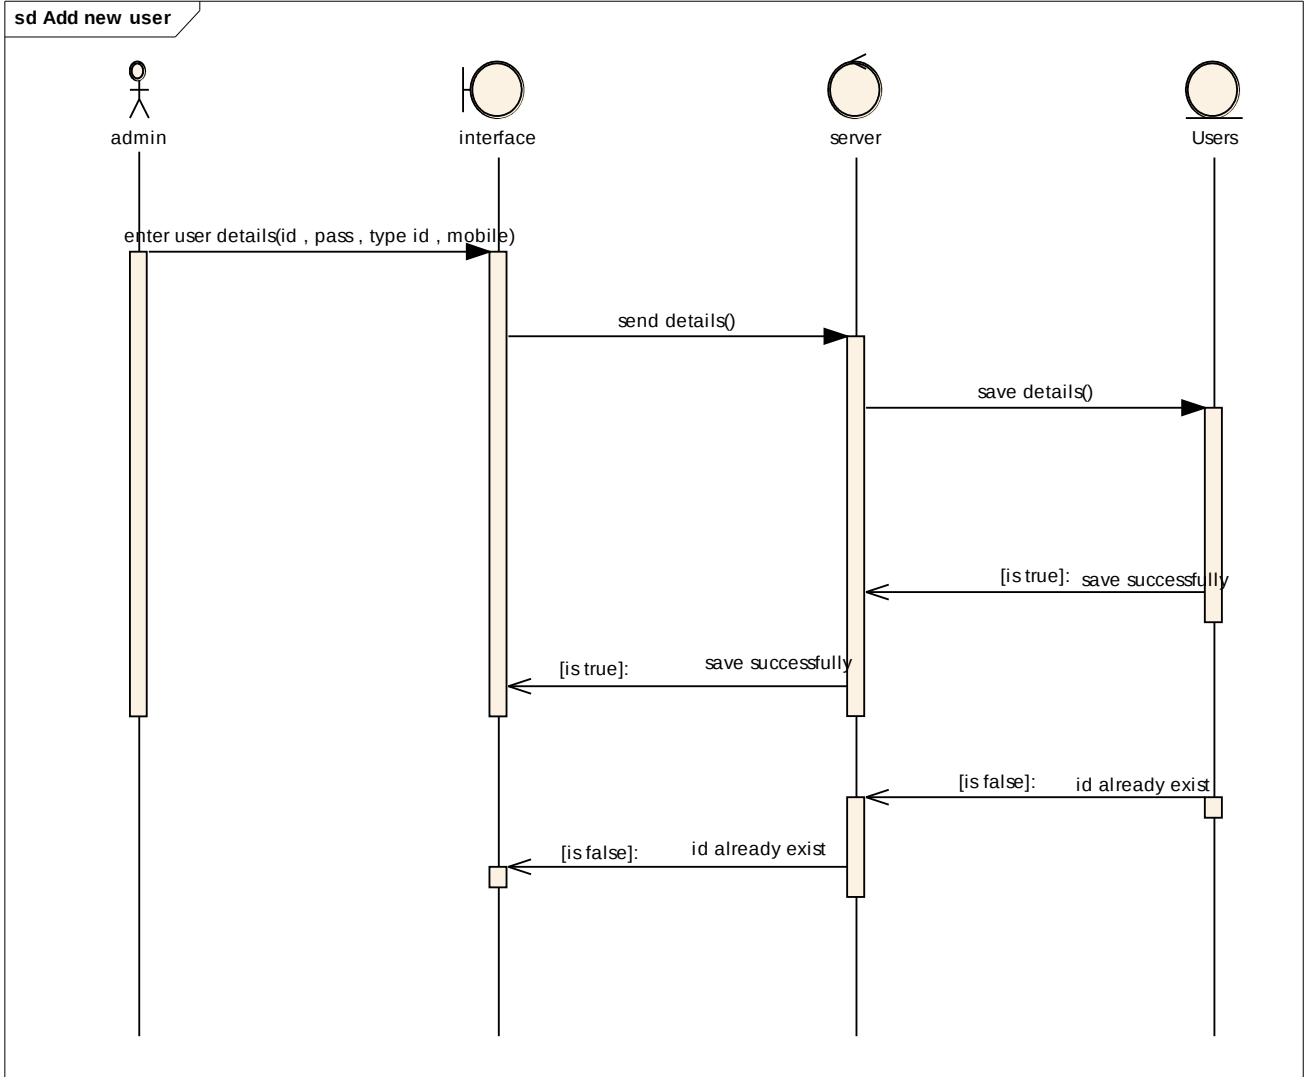 sd Add new user
admin
interface
server
Users
enter user details(id , pass , type id , mobile)
send details()
save details()
[is true]: save successfully
[is true]: save successfully
[is false]: id already exist
[is false]: id already exist